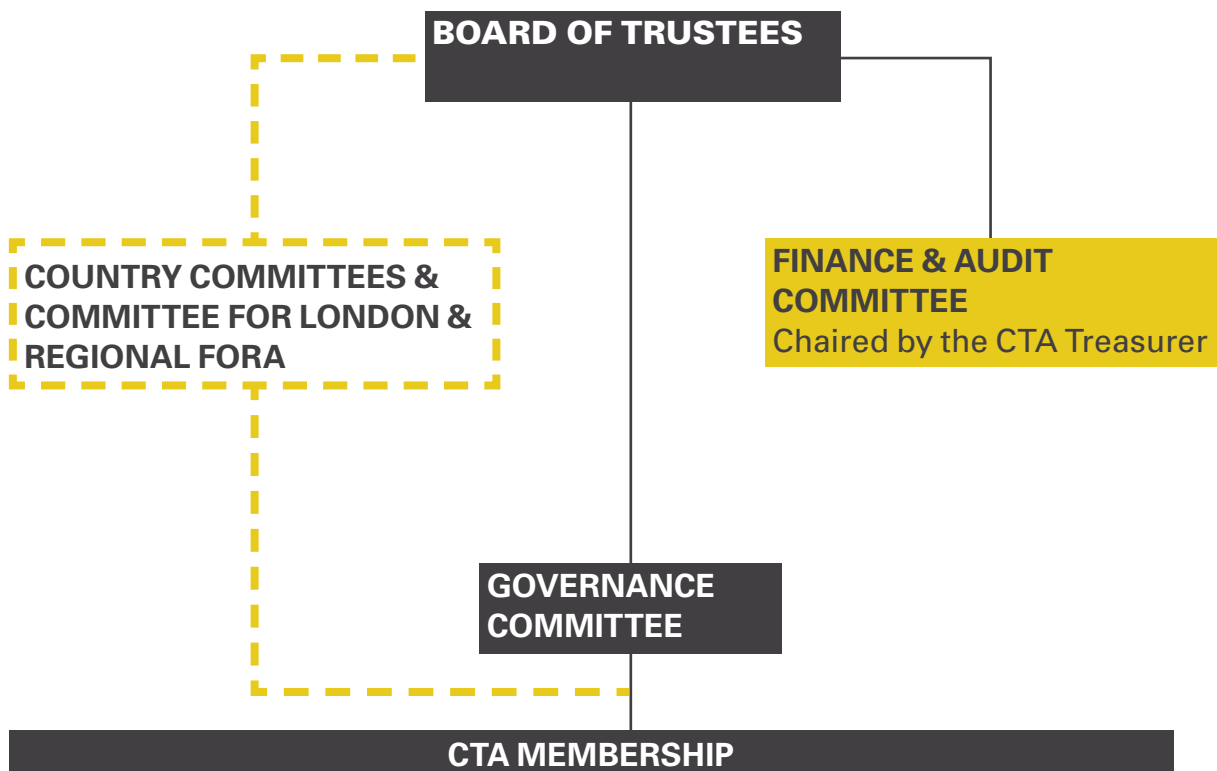 BOARD OF TRUSTEES
COUNTRY COMMITTEES &
COMMITTEE FOR LONDON &
REGIONAL FORA
FINANCE & AUDIT
COMMITTEE
Chaired by the CTA Treasurer
GOVERNANCE
COMMITTEE
CTA MEMBERSHIP